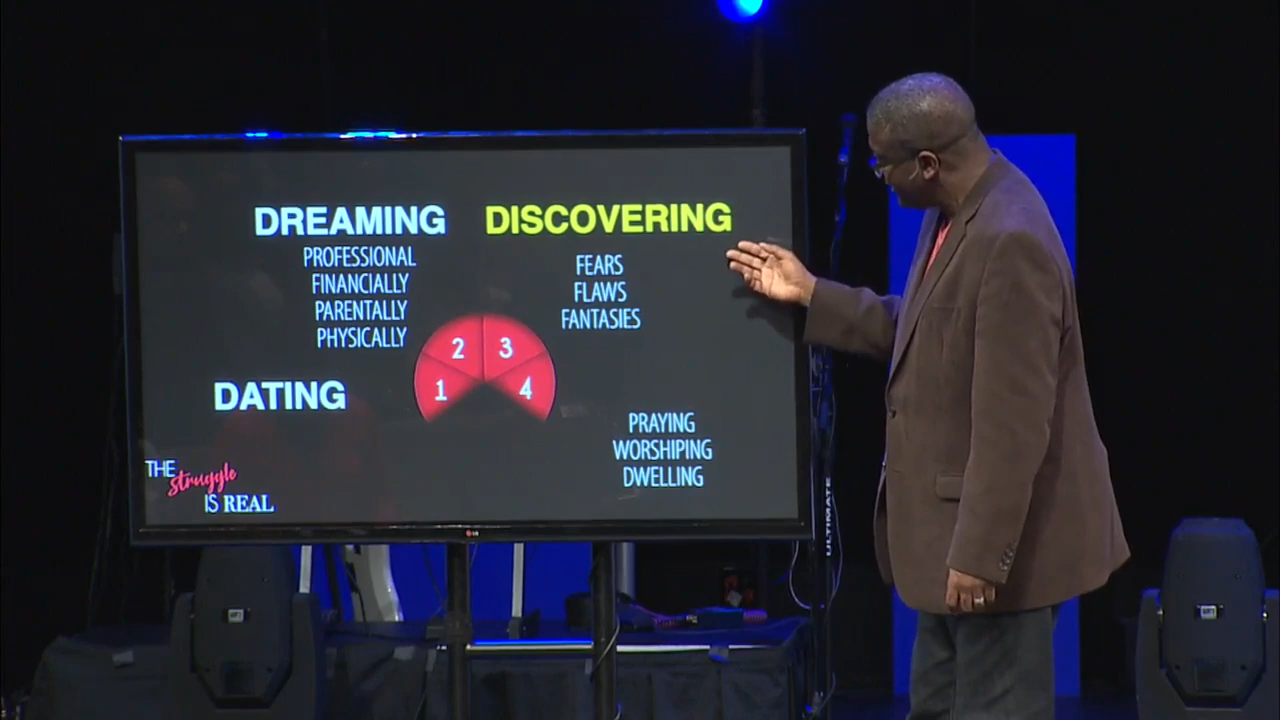 DREAMING
PROFESSIONAL
FINANCIALLY
PARENTALLY
PHYSICALLY
DISCOVERING
FEARS
FLAWS
FANTASIES
2 3
1 4
DATING
PRAYING
WORSHIPING
DWELLING
THE
struggle
IS REAL
LG
ULTIMATE